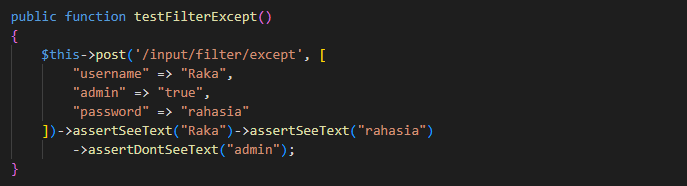 public function testFilterExcept()
{
    $this->post('/input/filter/except', [
        "username" => "Raka",
        "admin" => "true",
        "password" => "rahasia"
    ])->assertSeeText("Raka")->assertSeeText("rahasia")
        ->assertDontSeeText("admin");
}